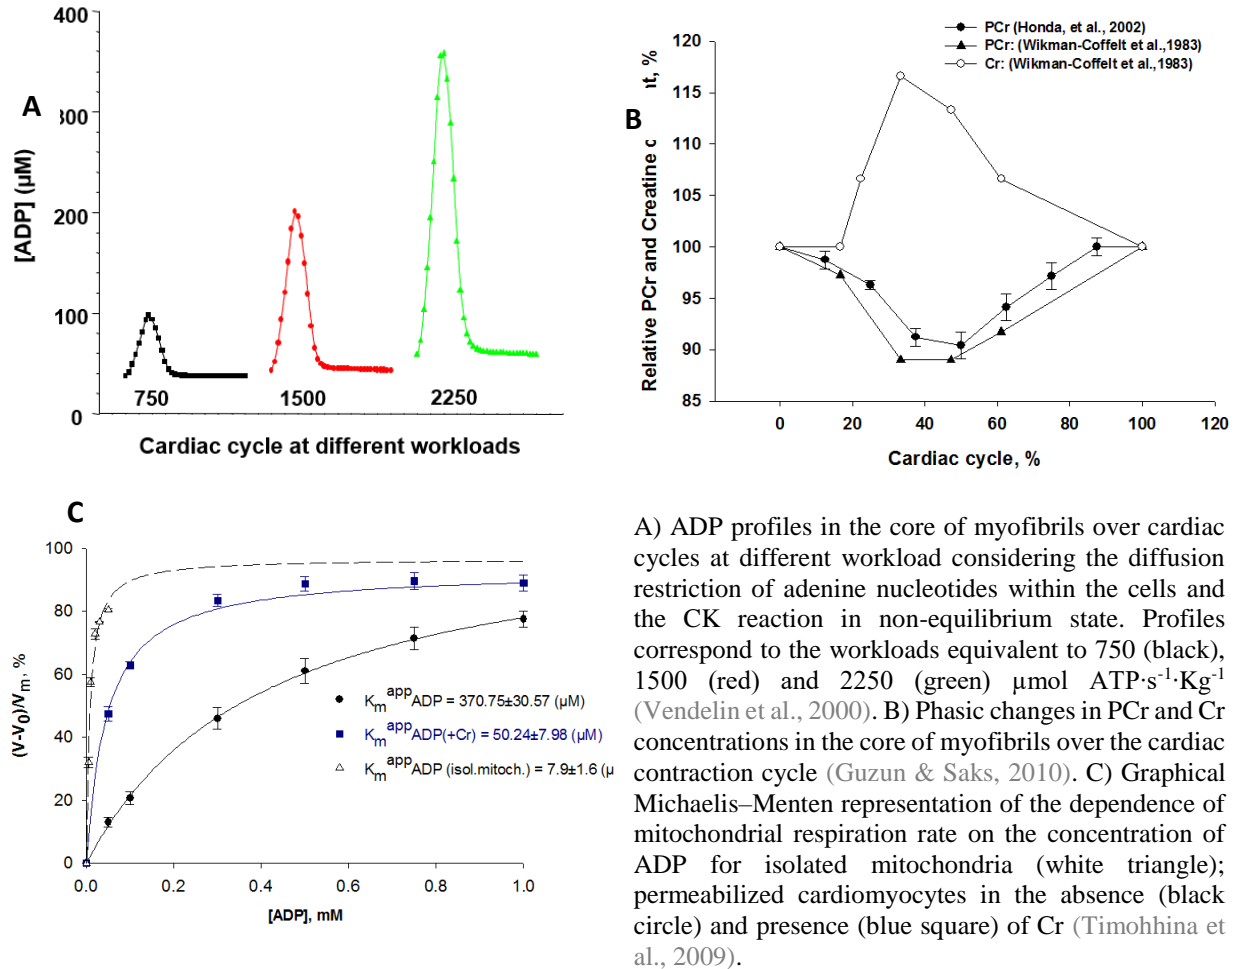 A
400
300
200
100
0
[ADP] (µM)
750
1500
2250
Cardiac cycle at different workloads
B
PCr (Honda, et al., 2002)
PCr: (Wikman-Coffelt et al.,1983)
Cr: (Wikman-Coffelt et al.,1983)
Relative PCr and Creatine
120
115
110
105
100
95
90
85
0 20 40 60 80 100 120
Cardiac cycle, %
C
(V-V0)/Vm, %
100
80
60
40
20
0
Km^app ADP = 370.75±30.57 (µM)
Km^app ADP(+Cr) = 50.24±7.98 (µM)
Km^app ADP (isol.mitoch.) = 7.9±1.6 (µ
0.0 0.2 0.4 0.6 0.8 1.0
[ADP], mM
A) ADP profiles in the core of myofibrils over cardiac
cycles at different workload considering the diffusion
restriction of adenine nucleotides within the cells and
the CK reaction in non-equilibrium state. Profiles
correspond to the workloads equivalent to 750 (black),
1500 (red) and 2250 (green) µmol ATP·s⁻¹·Kg⁻¹
(Vendelin et al., 2000). B) Phasic changes in PCr and Cr
concentrations in the core of myofibrils over the cardiac
contraction cycle (Guzun & Saks, 2010). C) Graphical
Michaelis–Menten representation of the dependence of
mitochondrial respiration rate on the concentration of
ADP for isolated mitochondria (white triangle);
permeabilized cardiomyocytes in the absence (black
circle) and presence (blue square) of Cr (Timohhina et
al., 2009).